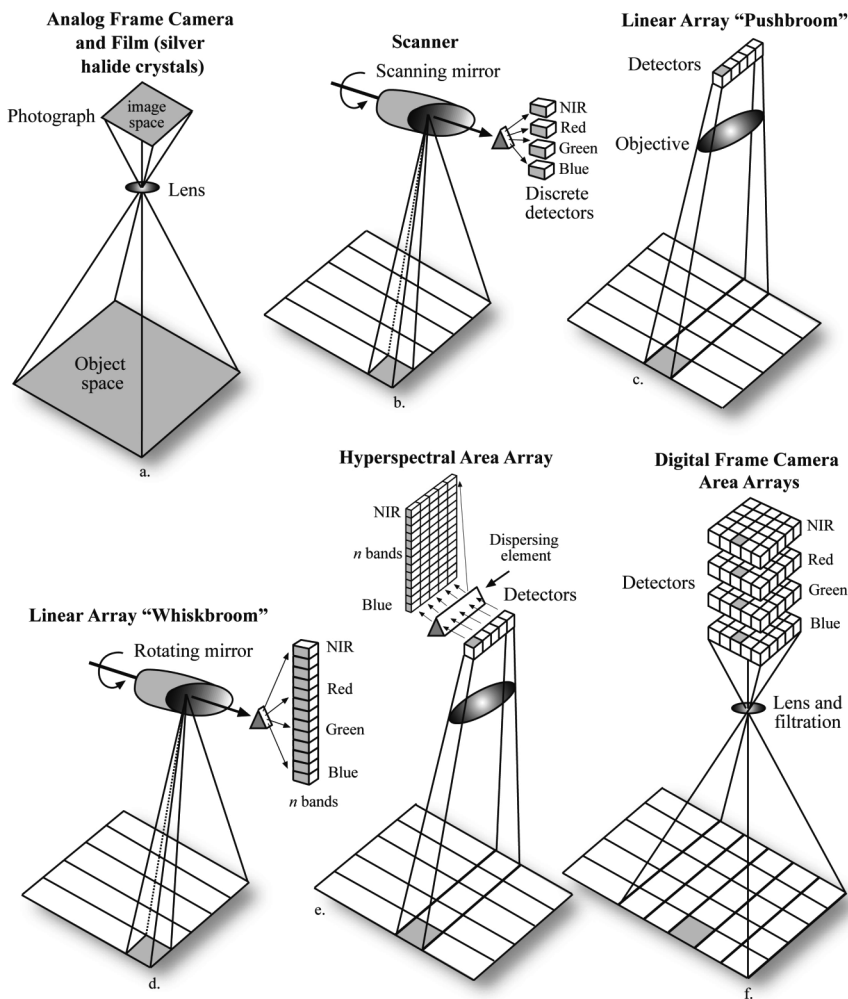 Analog Frame Camera
and Film (silver
halide crystals)
Photograph
image
space
Lens
Object
space
a.
Scanner
Scanning mirror
NIR
Red
Green
Blue
Discrete
detectors
b.
Linear Array “Pushbroom”
Detectors
Objective
c.
Linear Array “Whiskbroom”
Rotating mirror
NIR
Red
Green
Blue
n bands
d.
Hyperspectral Area Array
NIR
n bands
Blue
Dispersing
element
Detectors
e.
Digital Frame Camera
Area Arrays
NIR
Red
Green
Blue
Detectors
Lens and
filtration
f.